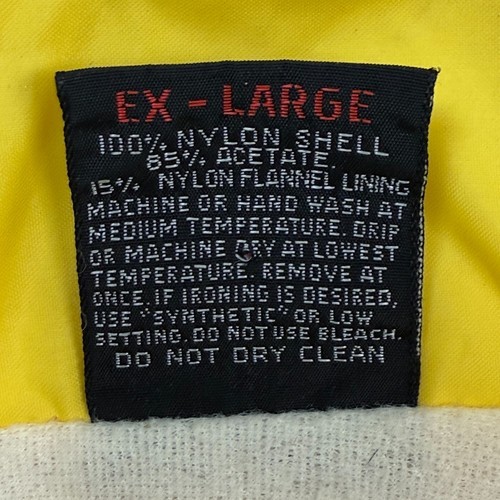 EX - LARGE
100% NYLON SHELL
85% ACETATE.
15% NYLON FLANNEL LINING
MACHINE OR HAND WASH AT
MEDIUM TEMPERATURE. DRIP
OR MACHINE DRY AT LOWEST
TEMPERATURE. REMOVE AT
ONCE. IF IRONING IS DESIRED,
USE "SYNTHETIC" OR LOW
SETTING. DO NOT USE BLEACH.
DO NOT DRY CLEAN